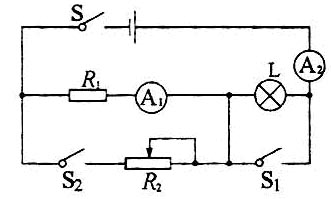 S
A₂
R₁ A₁ L
S₂ R₂ S₁